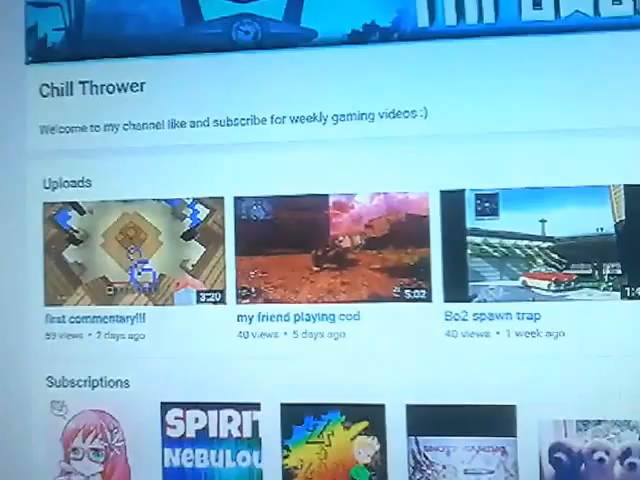 Chill Thrower
Welcome to my channel like and subscribe for weekly gaming videos :)
Uploads
3:20
5:02
first commentary!!!
my friend playing cod
Bo2 spawn trap
59 views • 2 days ago
40 views • 5 days ago
40 views • 1 week ago
Subscriptions
SPIRIT
NEBULOU